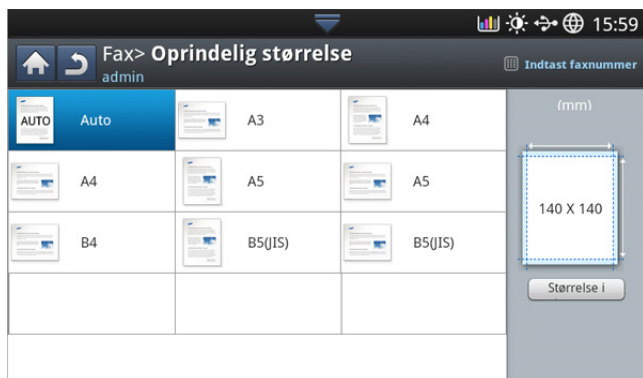 15:59
Fax> Oprindelig størrelse
admin
Indtast faxnummer
AUTO Auto
A3
A4
(mm)
A4
A5
A5
140 X 140
B4
B5(JIS)
B5(JIS)
Størrelse i